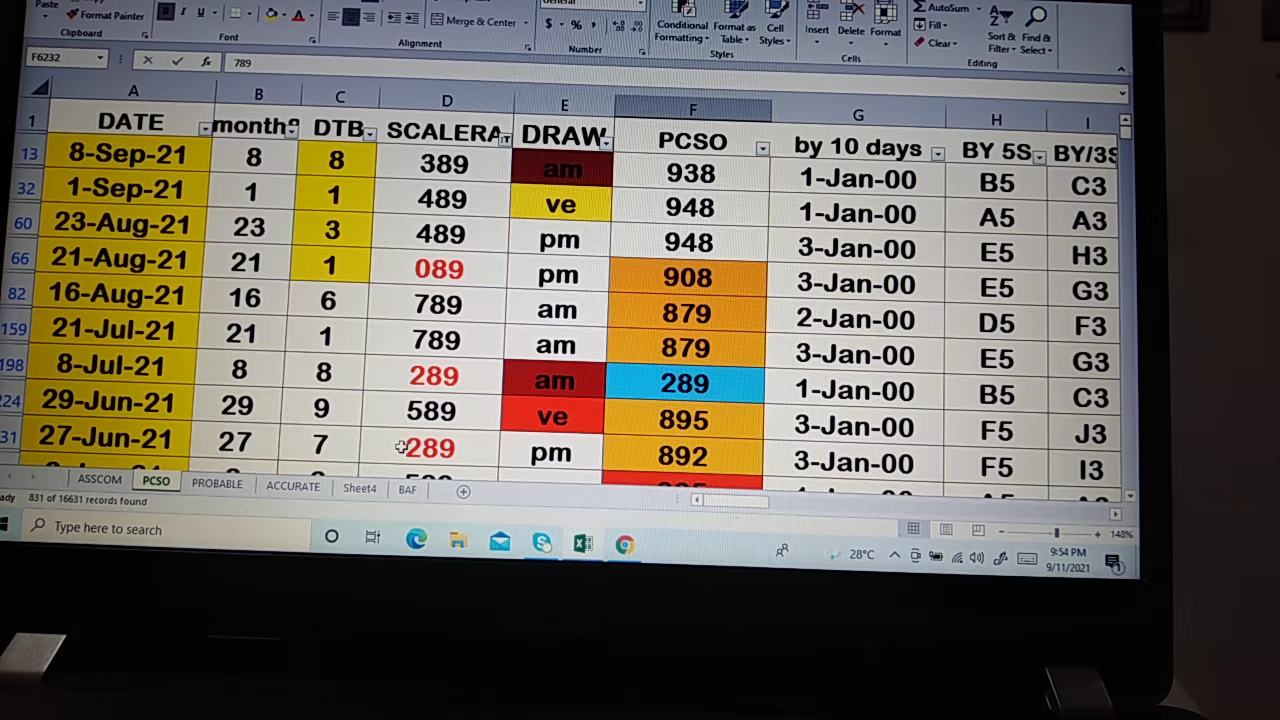 Paste
Format Painter
Clipboard
B I U
Font
Alignment
Merge & Center
General
$ % ,
Number
Conditional Formatting
Format as Table
Cell Styles
Styles
Insert Delete Format
Cells
AutoSum
Fill
Clear
Sort & Filter
Find & Select
Editing
F6232 fx 789
A B C D E F G H I
1 DATE months DTB SCALERA DRAW PCSO by 10 days BY 5S BY/3S
13 8-Sep-21 8 8 389 am 938 1-Jan-00 B5 C3
32 1-Sep-21 1 1 489 ve 948 1-Jan-00 A5 A3
60 23-Aug-21 23 3 489 pm 948 3-Jan-00 E5 H3
66 21-Aug-21 21 1 089 pm 908 3-Jan-00 E5 G3
82 16-Aug-21 16 6 789 am 879 2-Jan-00 D5 F3
159 21-Jul-21 21 1 789 am 879 3-Jan-00 E5 G3
198 8-Jul-21 8 8 289 am 289 1-Jan-00 B5 C3
224 29-Jun-21 29 9 589 ve 895 3-Jan-00 F5 J3
31 27-Jun-21 27 7 289 pm 892 3-Jan-00 F5 I3
ASSCOM PCSO PROBABLE ACCURATE Sheet4 BAF
ady 831 of 16631 records found
148%
Type here to search
28°C
9:54 PM
9/11/2021
1